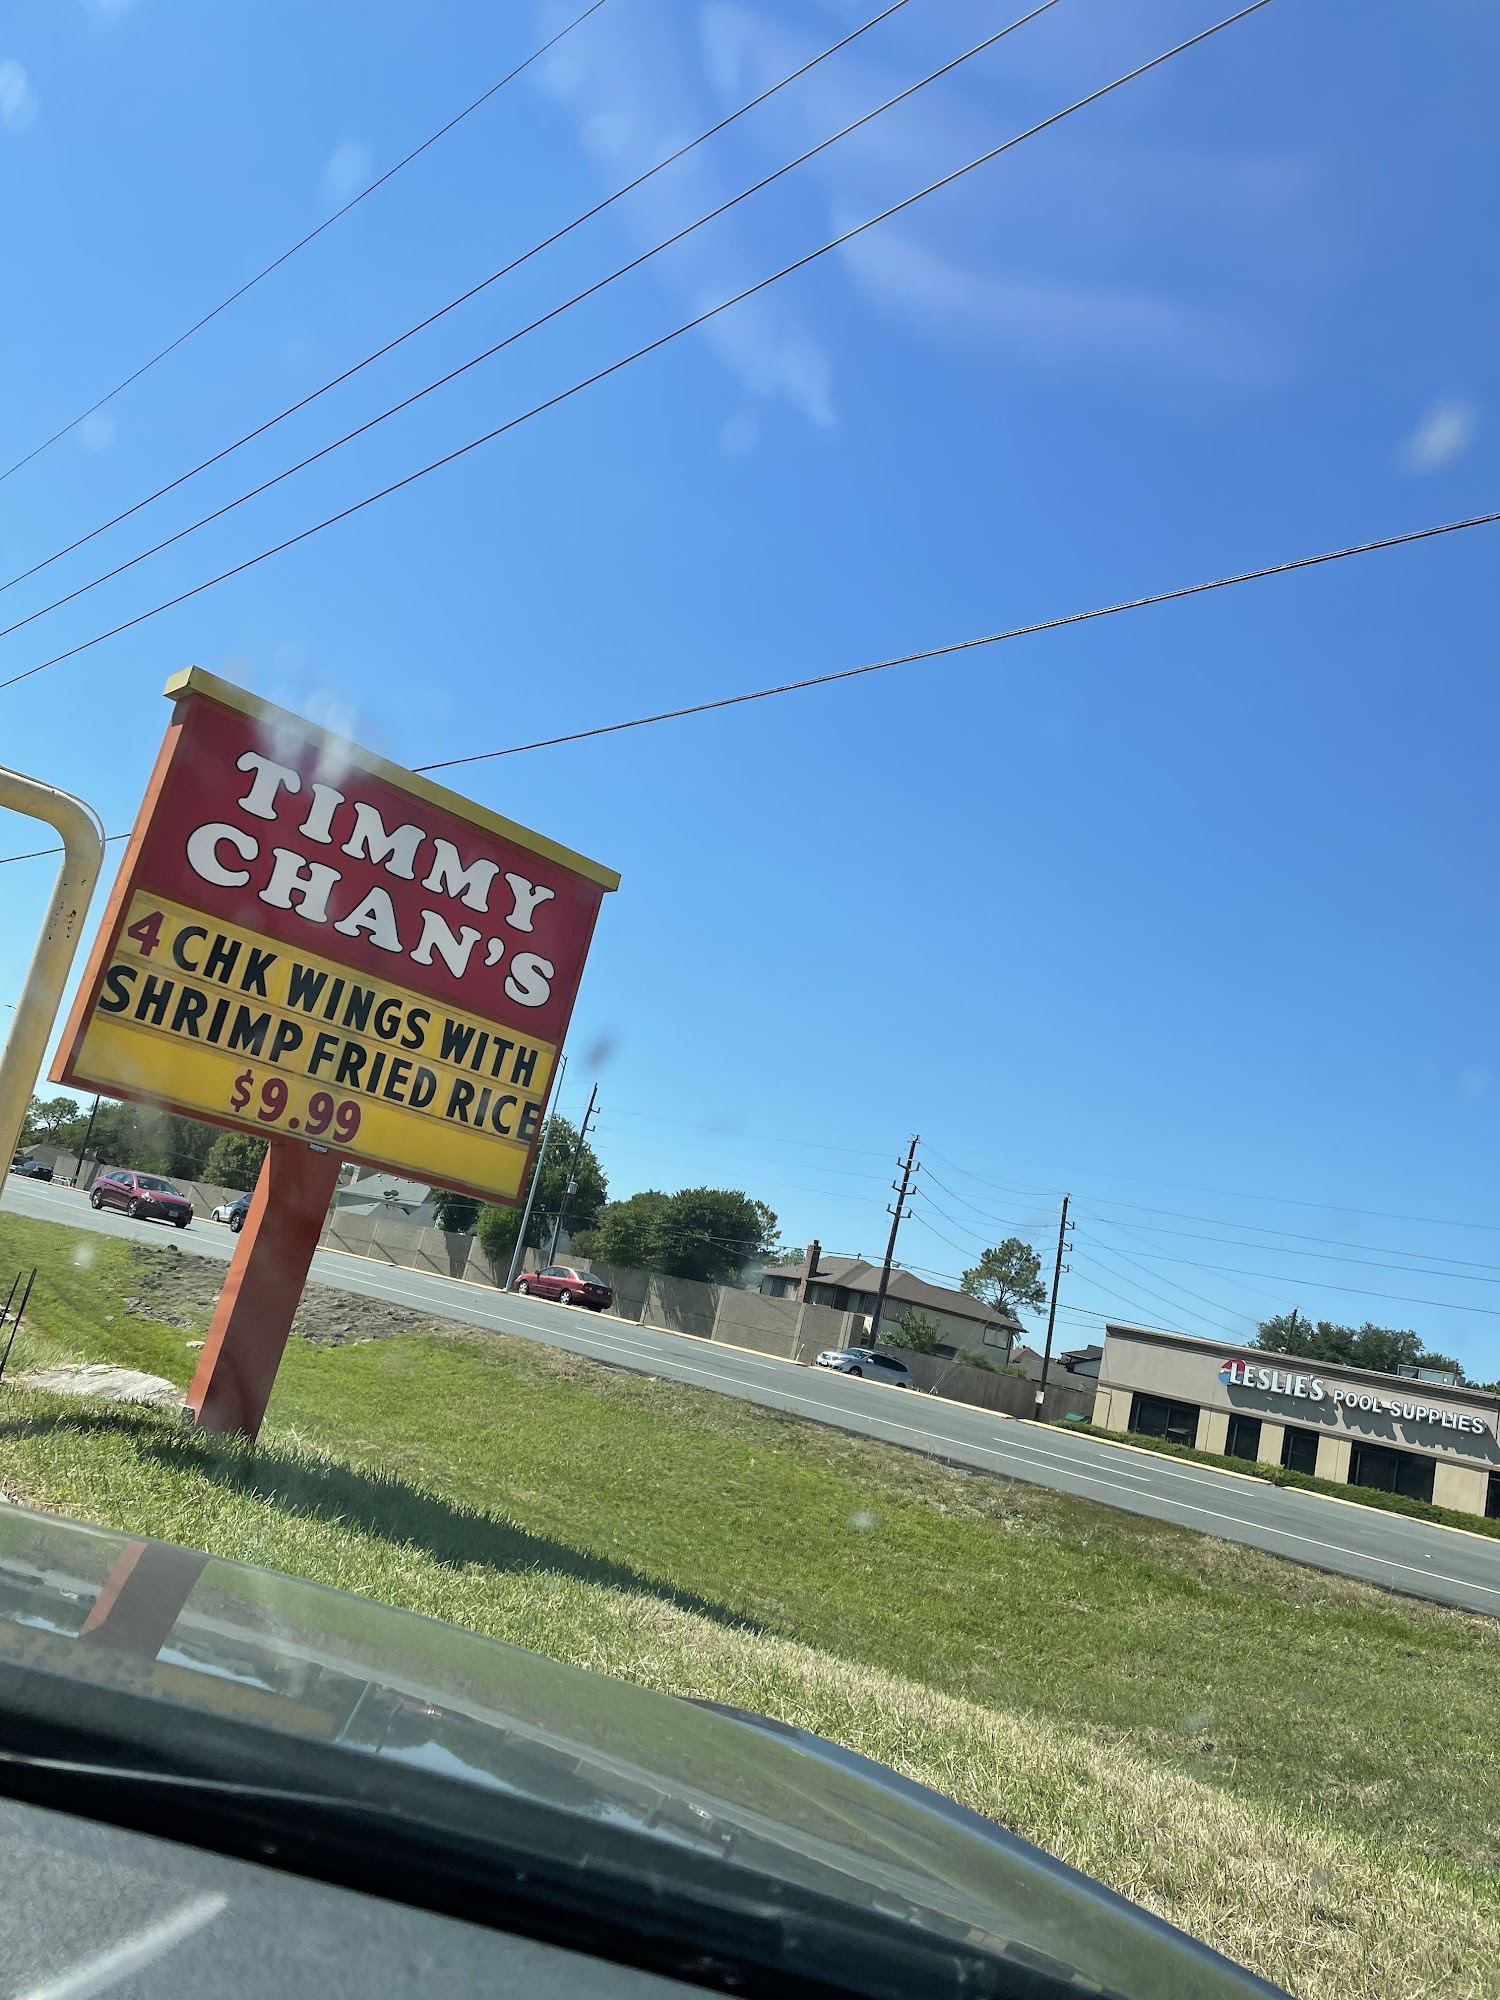 TIMMY
CHAN'S
4 CHK WINGS WITH
SHRIMP FRIED RICE
$9.99
LESLIE'S POOL SUPPLIES